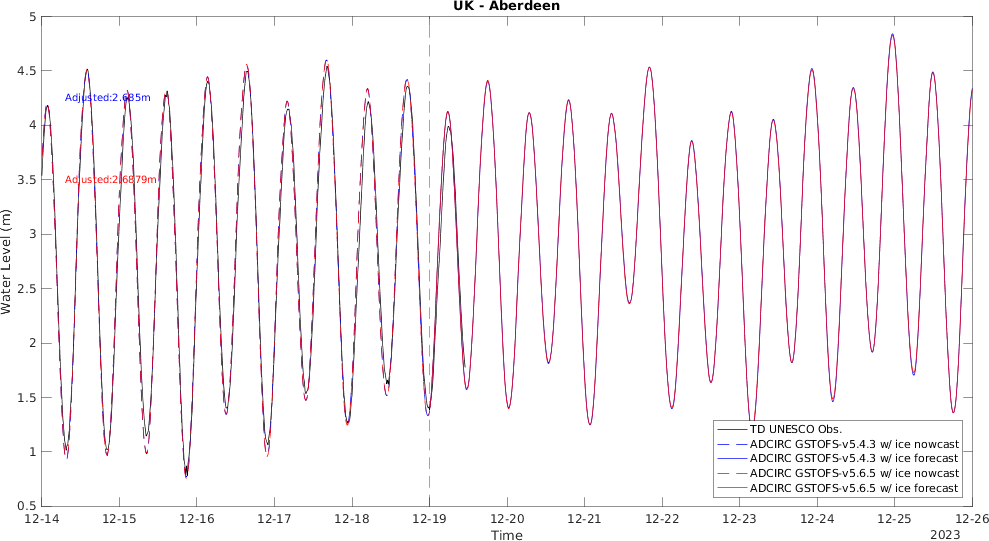 UK - Aberdeen
5
4.5
4
3.5
3
2.5
2
1.5
1
0.5
Water Level (m)
Adjusted:2.635m
Adjusted:2.6879m
TD UNESCO Obs.
ADCIRC GSTOFS-v5.4.3 w/ ice nowcast
ADCIRC GSTOFS-v5.4.3 w/ ice forecast
ADCIRC GSTOFS-v5.6.5 w/ ice nowcast
ADCIRC GSTOFS-v5.6.5 w/ ice forecast
12-14 12-15 12-16 12-17 12-18 12-19 12-20 12-21 12-22 12-23 12-24 12-25 12-26
Time
2023